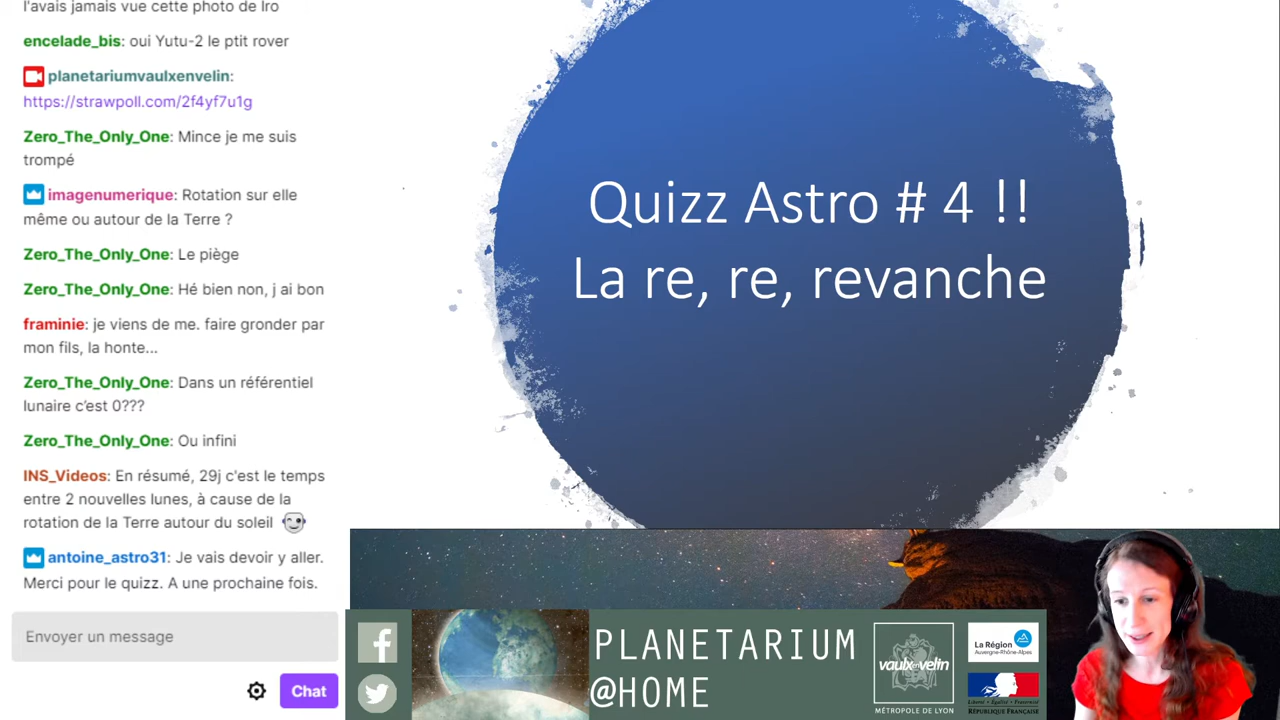 l'avais jamais vue cette photo de Iro
encelade_bis: oui Yutu-2 le ptit rover
planetariumvaulxenvelin:
https://strawpoll.com/2f4yf7u1g
Zero_The_Only_One: Mince je me suis
trompé
imagenumerique: Rotation sur elle
même ou autour de la Terre ?
Zero_The_Only_One: Le piège
Zero_The_Only_One: Hé bien non, j ai bon
framinie: je viens de me. faire gronder par
mon fils, la honte...
Zero_The_Only_One: Dans un référentiel
lunaire c'est 0???
Zero_The_Only_One: Ou infini
INS_Videos: En résumé, 29j c'est le temps
entre 2 nouvelles lunes, à cause de la
rotation de la Terre autour du soleil
antoine_astro31: Je vais devoir y aller.
Merci pour le quizz. A une prochaine fois.
Envoyer un message
Chat
Quizz Astro # 4 !!
La re, re, revanche
PLANETARIUM
@HOME
vaulx en velin
MÉTROPOLE DE LYON
La Région
Auvergne-Rhône-Alpes
Liberté • Égalité • Fraternité
RÉPUBLIQUE FRANÇAISE